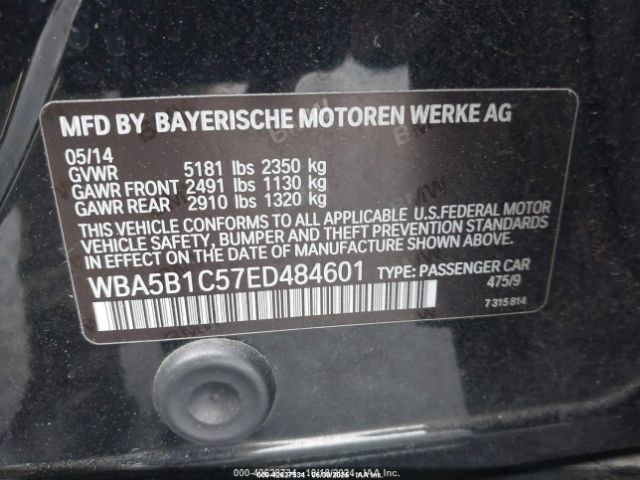 MFD BY BAYERISCHE MOTOREN WERKE AG
05/14
GVWR 5181 lbs 2350 kg
GAWR FRONT 2491 lbs 1130 kg
GAWR REAR 2910 lbs 1320 kg
THIS VEHICLE CONFORMS TO ALL APPLICABLE U.S.FEDERAL MOTOR
VEHICLE SAFETY, BUMPER, AND THEFT PREVENTION STANDARDS
IN EFFECT ON THE DATE OF MANUFACTURE SHOWN ABOVE.
WBA5B1C57ED484601 TYPE: PASSENGER CAR
475/9
7315814
IAA Inc.